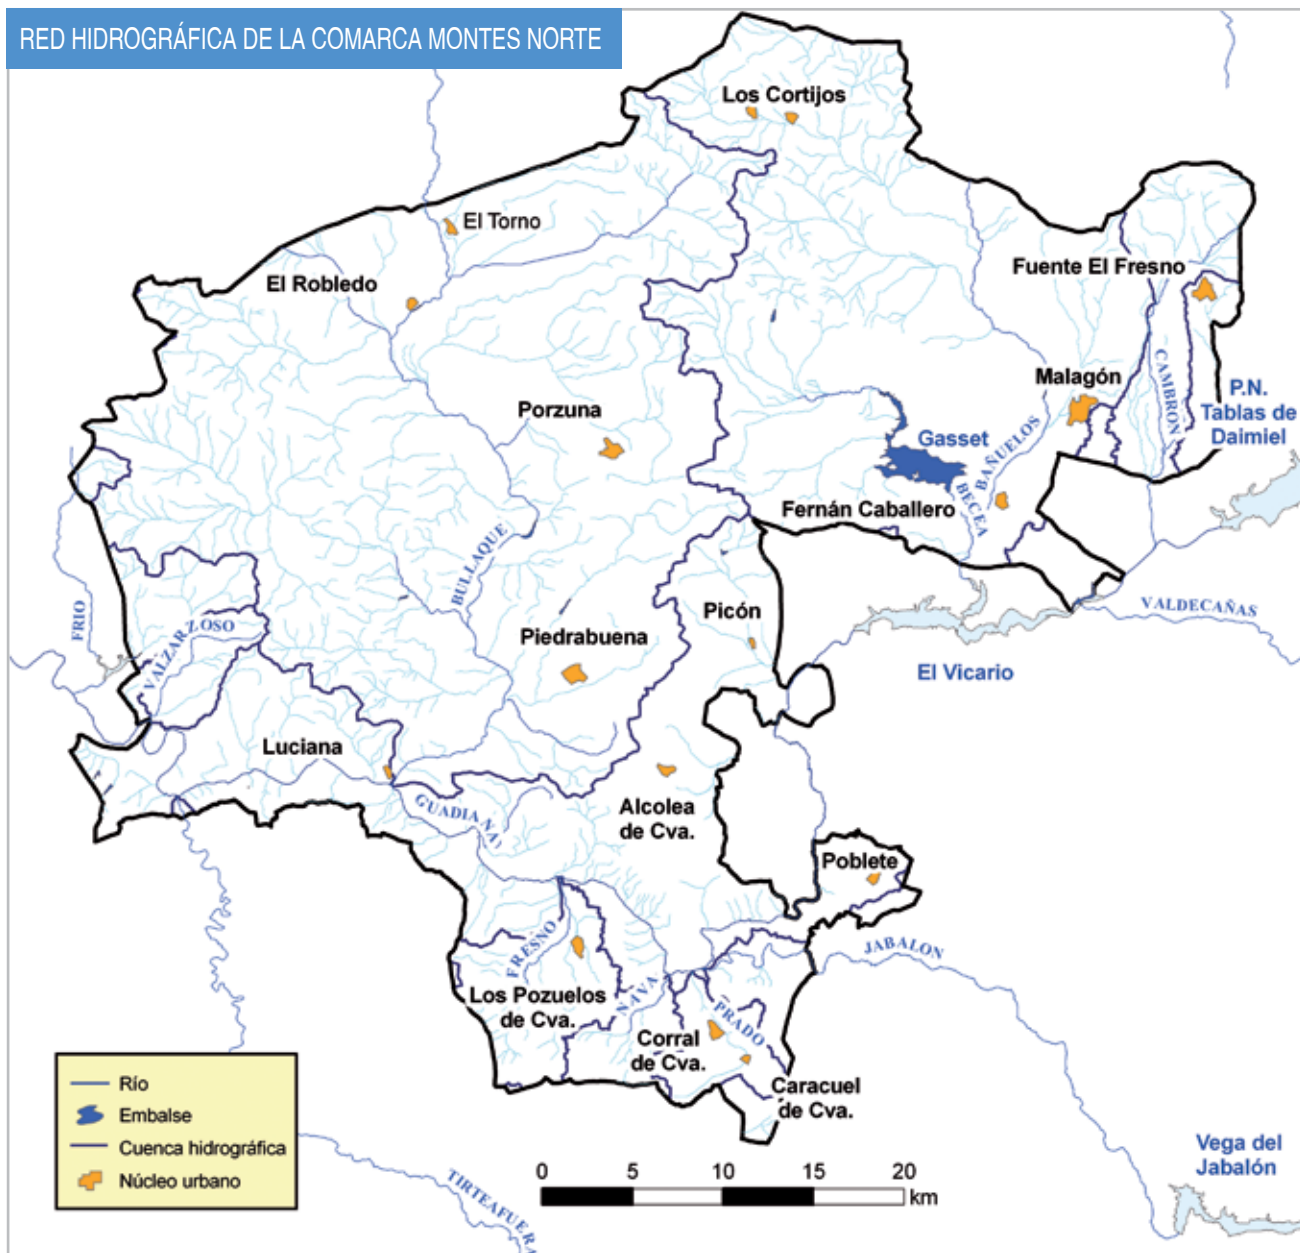 RED HIDROGRÁFICA DE LA COMARCA MONTES NORTE
Los Cortijos
El Torno
El Robledo
Fuente El Fresno
Malagón
CAMBRON
P.N.
Tablas de
Daimiel
Porzuna
Gasset
BAÑUELOS
BECEA
Fernán Caballero
BULLAQUE
Picón
VALDECAÑAS
FRIO
VALZARZOSO
Piedrabuena
El Vicario
Luciana
GUADIANA
Alcolea
de Cva.
Poblete
FRESNO
JABALON
Los Pozuelos
de Cva.
NAVA
PRADO
Corral
de Cva.
Caracuel
de Cva.
Río
Embalse
Cuenca hidrográfica
Núcleo urbano
TIRTEAFUERA
0 5 10 15 20
km
Vega del
Jabalón